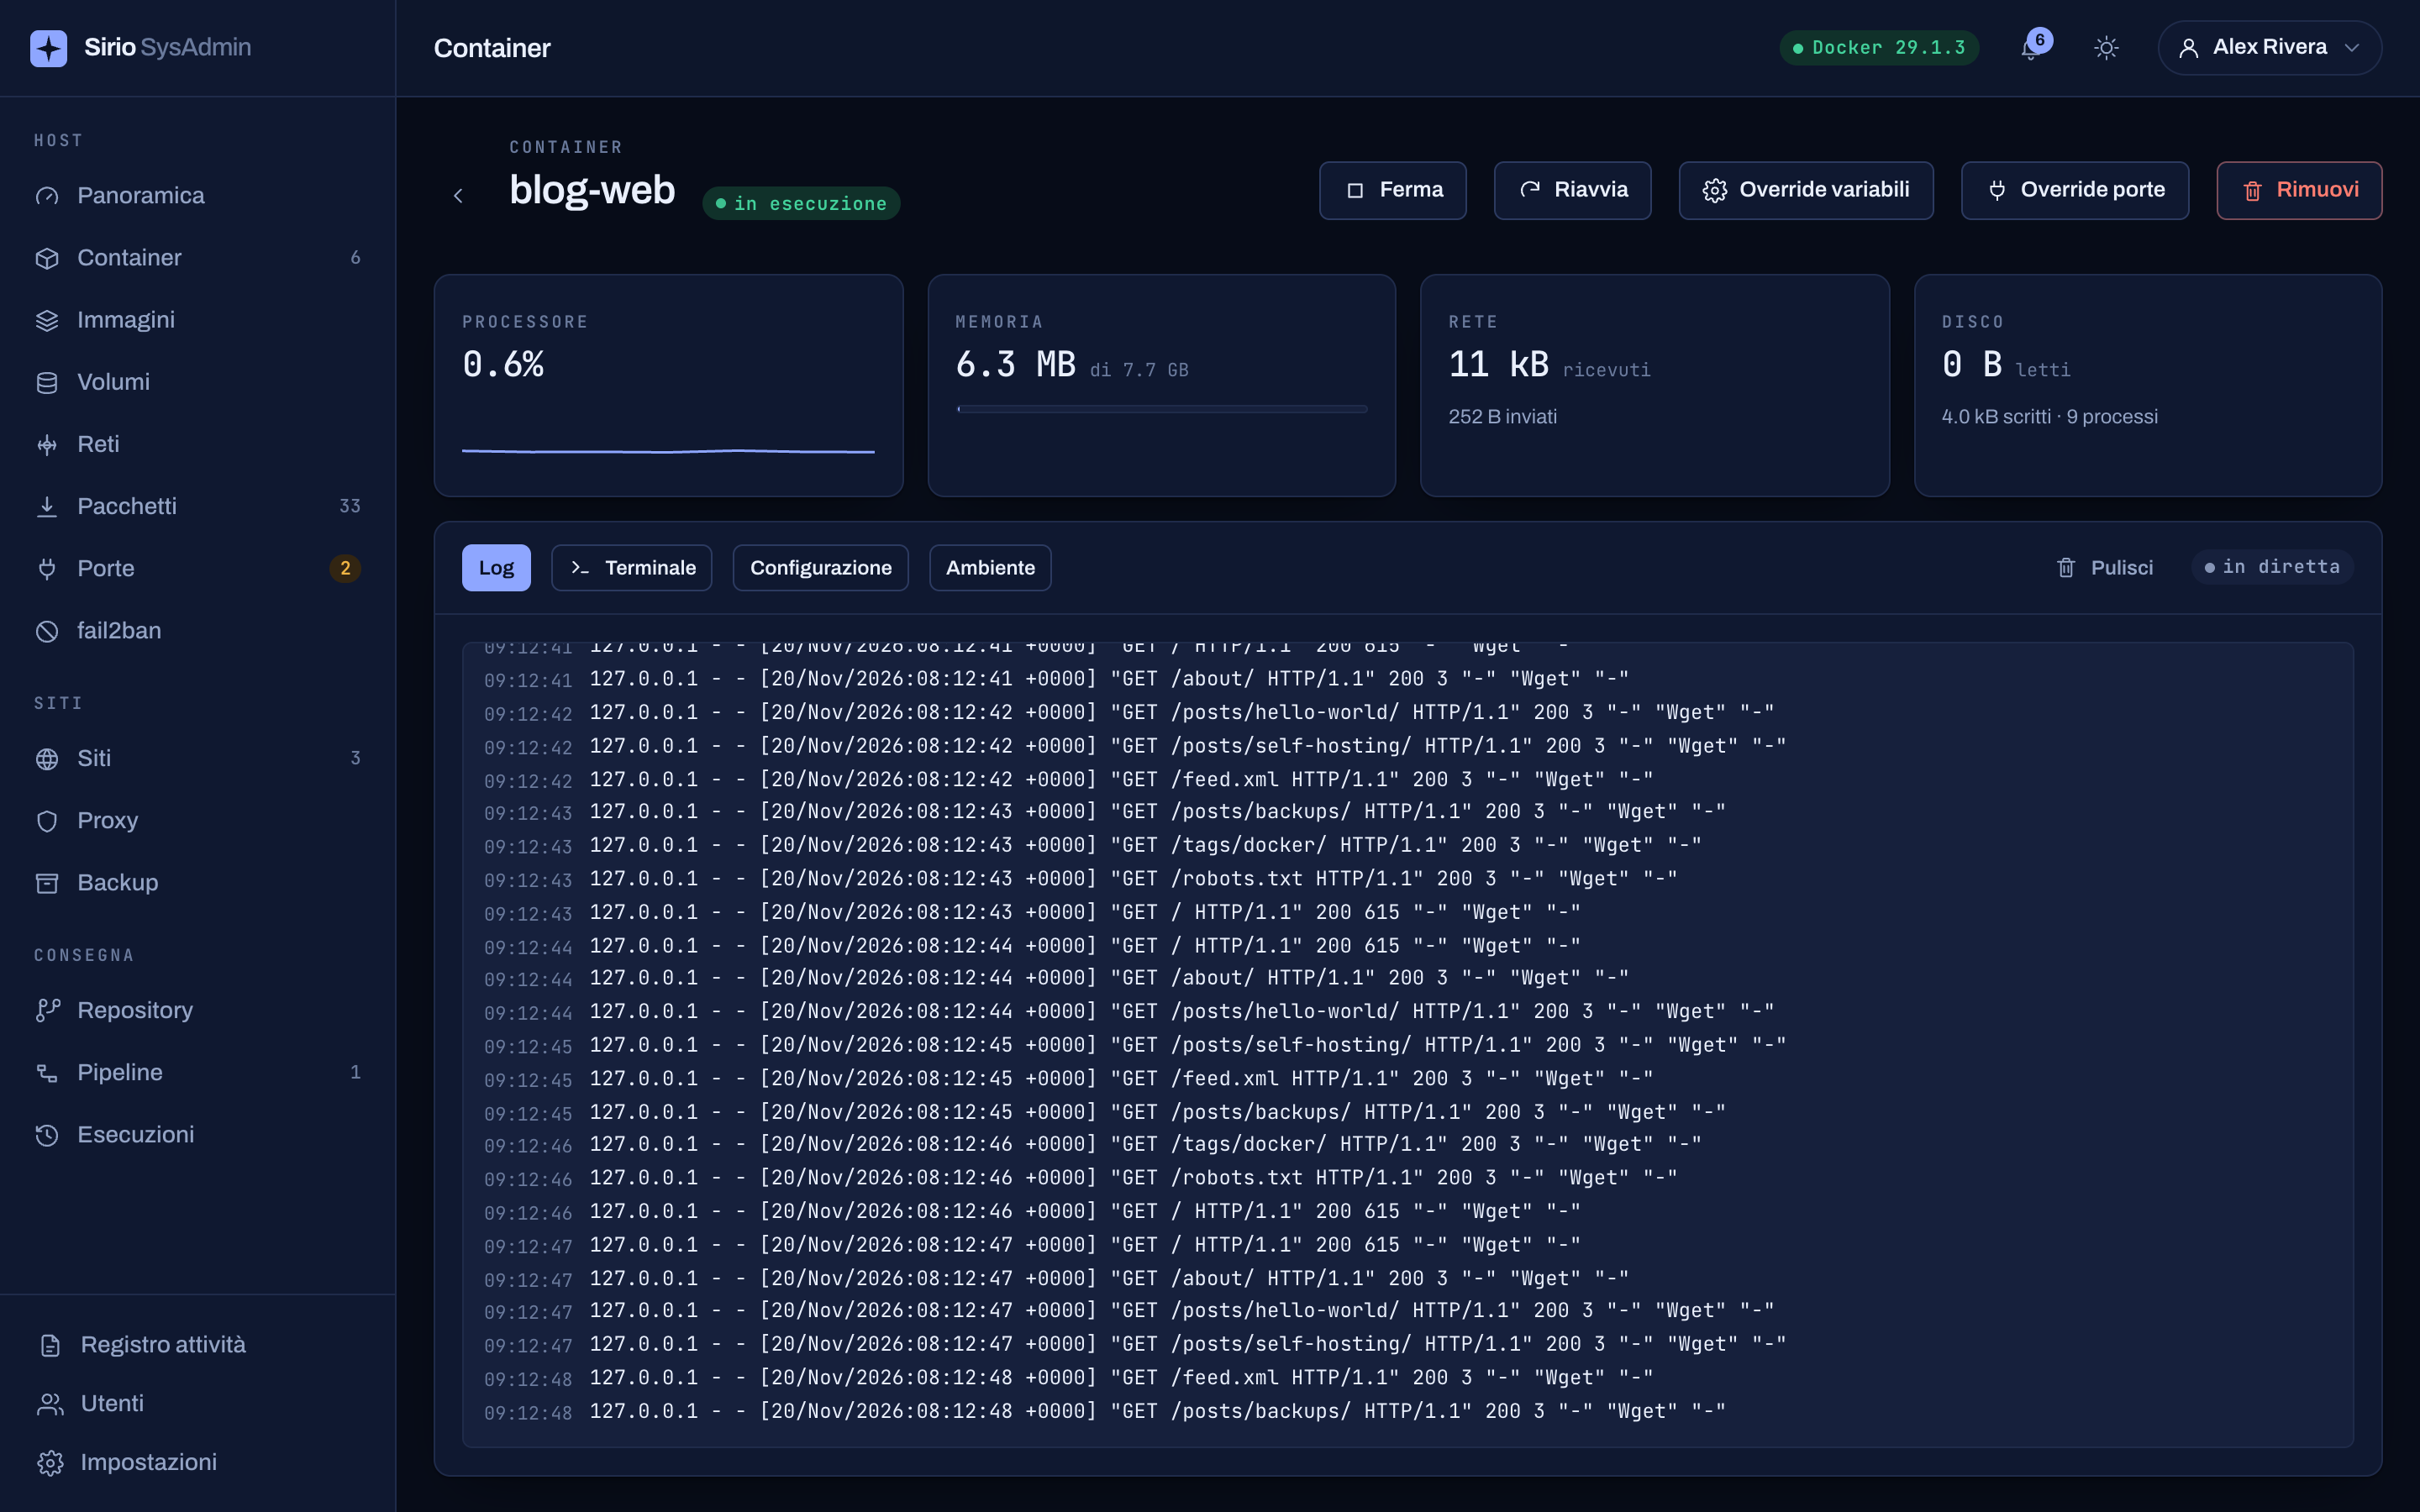 Sirio SysAdmin
HOST
Panoramica
Container 6
Immagini
Volumi
Reti
Pacchetti 33
Porte 2
fail2ban
SITI
Siti 3
Proxy
Backup
CONSEGNA
Repository
Pipeline 1
Esecuzioni
Registro attività
Utenti
Impostazioni
Container
Docker 29.1.3
6
Alex Rivera
CONTAINER
blog-web
in esecuzione
Ferma
Riavvia
Override variabili
Override porte
Rimuovi
PROCESSORE
0.6%
MEMORIA
6.3 MB di 7.7 GB
RETE
11 kB ricevuti
252 B inviati
DISCO
0 B letti
4.0 kB scritti · 9 processi
Log
Terminale
Configurazione
Ambiente
Pulisci
in diretta
09:12:41 127.0.0.1 - - [20/Nov/2026:08:12:41 +0000] "GET / HTTP/1.1" 200 615 "-" "Wget" "-"
09:12:41 127.0.0.1 - - [20/Nov/2026:08:12:41 +0000] "GET /about/ HTTP/1.1" 200 3 "-" "Wget" "-"
09:12:42 127.0.0.1 - - [20/Nov/2026:08:12:42 +0000] "GET /posts/hello-world/ HTTP/1.1" 200 3 "-" "Wget" "-"
09:12:42 127.0.0.1 - - [20/Nov/2026:08:12:42 +0000] "GET /posts/self-hosting/ HTTP/1.1" 200 3 "-" "Wget" "-"
09:12:42 127.0.0.1 - - [20/Nov/2026:08:12:42 +0000] "GET /feed.xml HTTP/1.1" 200 3 "-" "Wget" "-"
09:12:43 127.0.0.1 - - [20/Nov/2026:08:12:43 +0000] "GET /posts/backups/ HTTP/1.1" 200 3 "-" "Wget" "-"
09:12:43 127.0.0.1 - - [20/Nov/2026:08:12:43 +0000] "GET /tags/docker/ HTTP/1.1" 200 3 "-" "Wget" "-"
09:12:43 127.0.0.1 - - [20/Nov/2026:08:12:43 +0000] "GET /robots.txt HTTP/1.1" 200 3 "-" "Wget" "-"
09:12:43 127.0.0.1 - - [20/Nov/2026:08:12:43 +0000] "GET / HTTP/1.1" 200 615 "-" "Wget" "-"
09:12:44 127.0.0.1 - - [20/Nov/2026:08:12:44 +0000] "GET / HTTP/1.1" 200 615 "-" "Wget" "-"
09:12:44 127.0.0.1 - - [20/Nov/2026:08:12:44 +0000] "GET /about/ HTTP/1.1" 200 3 "-" "Wget" "-"
09:12:44 127.0.0.1 - - [20/Nov/2026:08:12:44 +0000] "GET /posts/hello-world/ HTTP/1.1" 200 3 "-" "Wget" "-"
09:12:45 127.0.0.1 - - [20/Nov/2026:08:12:45 +0000] "GET /posts/self-hosting/ HTTP/1.1" 200 3 "-" "Wget" "-"
09:12:45 127.0.0.1 - - [20/Nov/2026:08:12:45 +0000] "GET /feed.xml HTTP/1.1" 200 3 "-" "Wget" "-"
09:12:45 127.0.0.1 - - [20/Nov/2026:08:12:45 +0000] "GET /posts/backups/ HTTP/1.1" 200 3 "-" "Wget" "-"
09:12:46 127.0.0.1 - - [20/Nov/2026:08:12:46 +0000] "GET /tags/docker/ HTTP/1.1" 200 3 "-" "Wget" "-"
09:12:46 127.0.0.1 - - [20/Nov/2026:08:12:46 +0000] "GET /robots.txt HTTP/1.1" 200 3 "-" "Wget" "-"
09:12:46 127.0.0.1 - - [20/Nov/2026:08:12:46 +0000] "GET / HTTP/1.1" 200 615 "-" "Wget" "-"
09:12:47 127.0.0.1 - - [20/Nov/2026:08:12:47 +0000] "GET / HTTP/1.1" 200 615 "-" "Wget" "-"
09:12:47 127.0.0.1 - - [20/Nov/2026:08:12:47 +0000] "GET /about/ HTTP/1.1" 200 3 "-" "Wget" "-"
09:12:47 127.0.0.1 - - [20/Nov/2026:08:12:47 +0000] "GET /posts/hello-world/ HTTP/1.1" 200 3 "-" "Wget" "-"
09:12:47 127.0.0.1 - - [20/Nov/2026:08:12:47 +0000] "GET /posts/self-hosting/ HTTP/1.1" 200 3 "-" "Wget" "-"
09:12:48 127.0.0.1 - - [20/Nov/2026:08:12:48 +0000] "GET /feed.xml HTTP/1.1" 200 3 "-" "Wget" "-"
09:12:48 127.0.0.1 - - [20/Nov/2026:08:12:48 +0000] "GET /posts/backups/ HTTP/1.1" 200 3 "-" "Wget" "-"